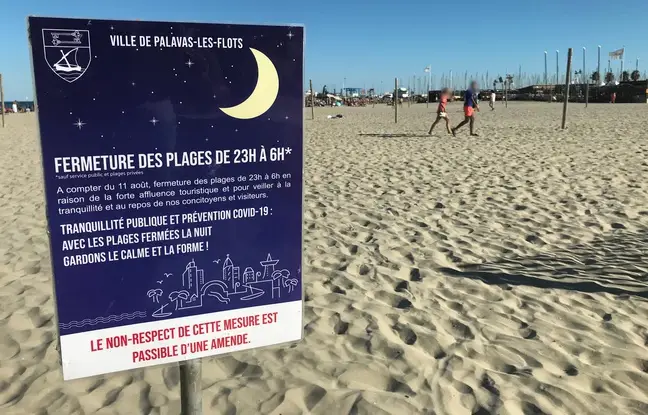 VILLE DE PALAVAS-LES-FLOTS
FERMETURE DES PLAGES DE 23H À 6H*
*sauf service public et plages privées
A compter du 11 août, fermeture des plages de 23h à 6h en
raison de la forte affluence touristique et pour veiller à la
tranquillité et au repos de nos concitoyens et visiteurs.
TRANQUILLITÉ PUBLIQUE ET PRÉVENTION COVID-19 :
AVEC LES PLAGES FERMÉES LA NUIT
GARDONS LE CALME ET LA FORME !
LE NON-RESPECT DE CETTE MESURE EST
PASSIBLE D'UNE AMENDE.